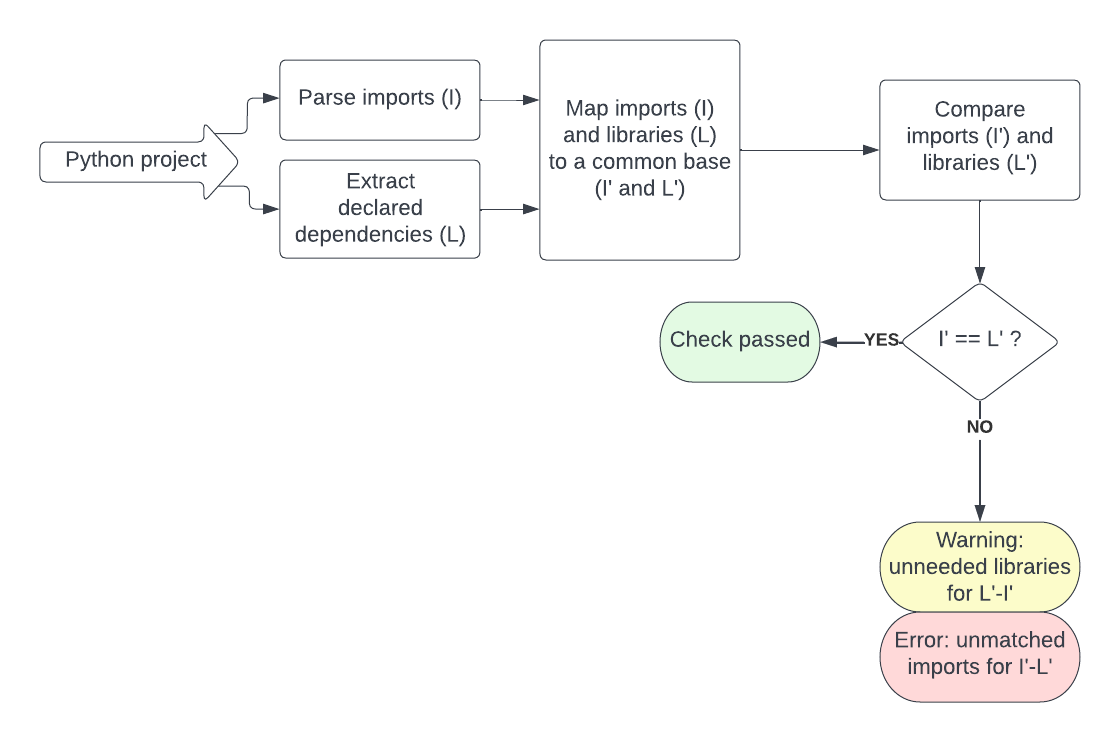 Python project
Parse imports (I)
Extract
declared
dependencies (L)
Map imports (I)
and libraries (L)
to a common base
(I' and L')
Compare
imports (I') and
libraries (L')
I' == L' ?
YES
Check passed
NO
Warning:
unneeded libraries
for L'-I'
Error: unmatched
imports for I'-L'